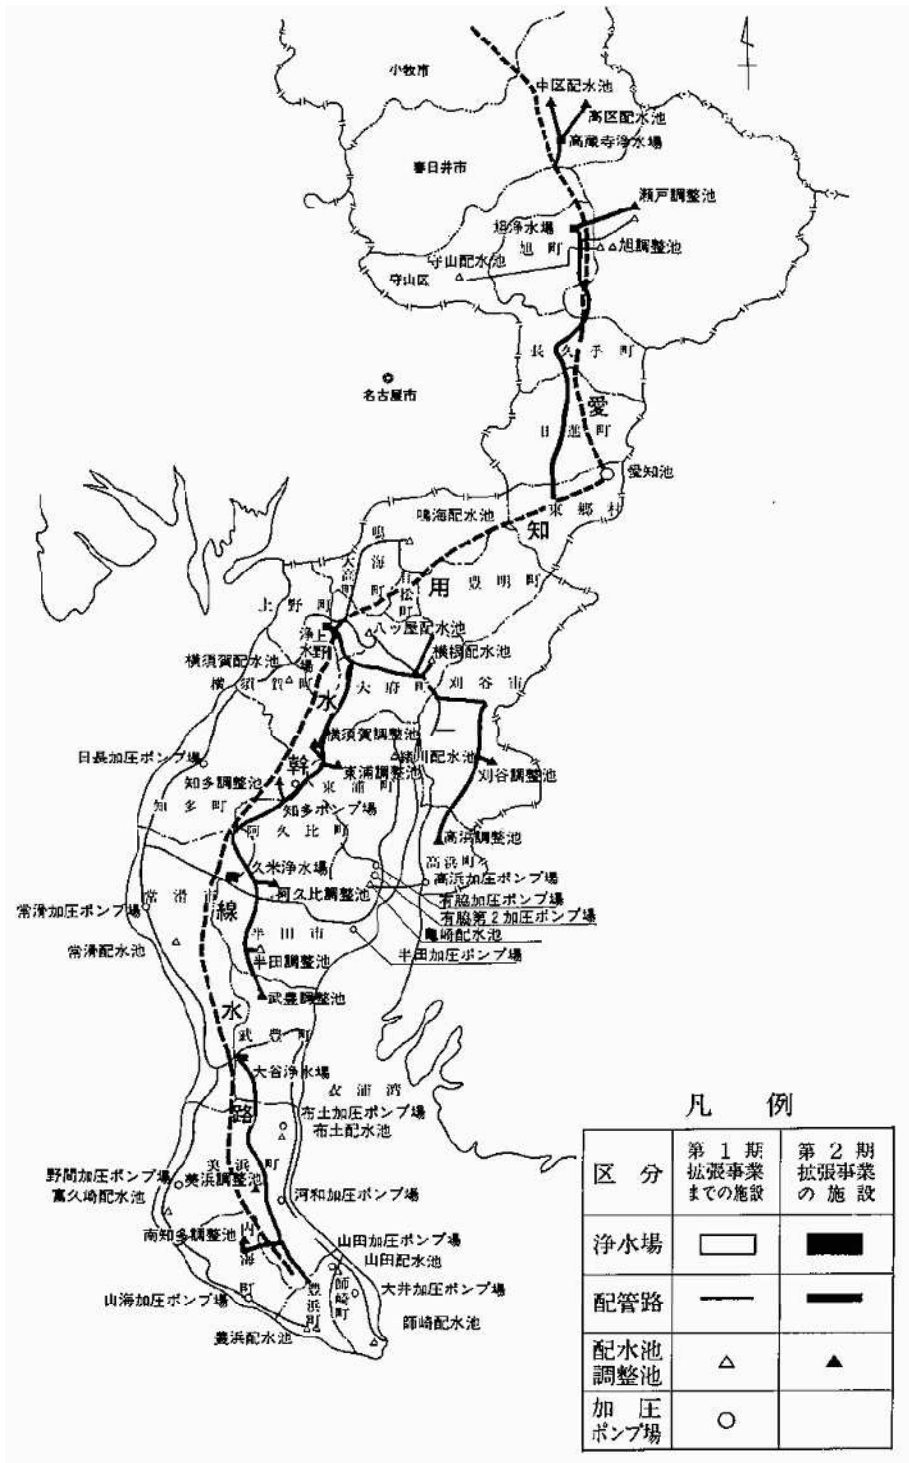 小牧市
中区配水池
高区配水池
高蔵寺浄水場
春日井市
瀬戸調整池
旭浄水場
旭町
旭調整池
守山配水池
守山区
長久手町
名古屋市
愛
日進町
愛知池
鳴海配水池
東郷村
知
鳴海町
大高町
有松町
用
豊明町
上野町
上野浄水場
八ッ屋配水池
横根配水池
横須賀配水池
横須賀町
水
大府町
刈谷市
横須賀調整池
日長加圧ポンプ場
幹
緒川配水池
東浦調整池
刈谷調整池
知多調整池
東浦町
知多町
知多ポンプ場
阿久比町
高浜調整池
高浜町
久米浄水場
高浜加圧ポンプ場
阿久比調整池
常滑市
有脇加圧ポンプ場
常滑加圧ポンプ場
線
有脇第2加圧ポンプ場
亀崎配水池
半田市
常滑配水池
半田調整池
半田加圧ポンプ場
武豊調整池
水
武豊町
大谷浄水場
衣浦湾
路
布土加圧ポンプ場
布土配水池
美浜町
野間加圧ポンプ場
美浜調整池
富久崎配水池
河和加圧ポンプ場
南知多調整池
内海町
山田加圧ポンプ場
山田配水池
師崎町
大井加圧ポンプ場
山海加圧ポンプ場
豊浜町
師崎配水池
豊浜配水池
凡例
区分
第1期
拡張事業
までの施設
第2期
拡張事業
の施設
浄水場
配管路
配水池
調整池
加圧
ポンプ場